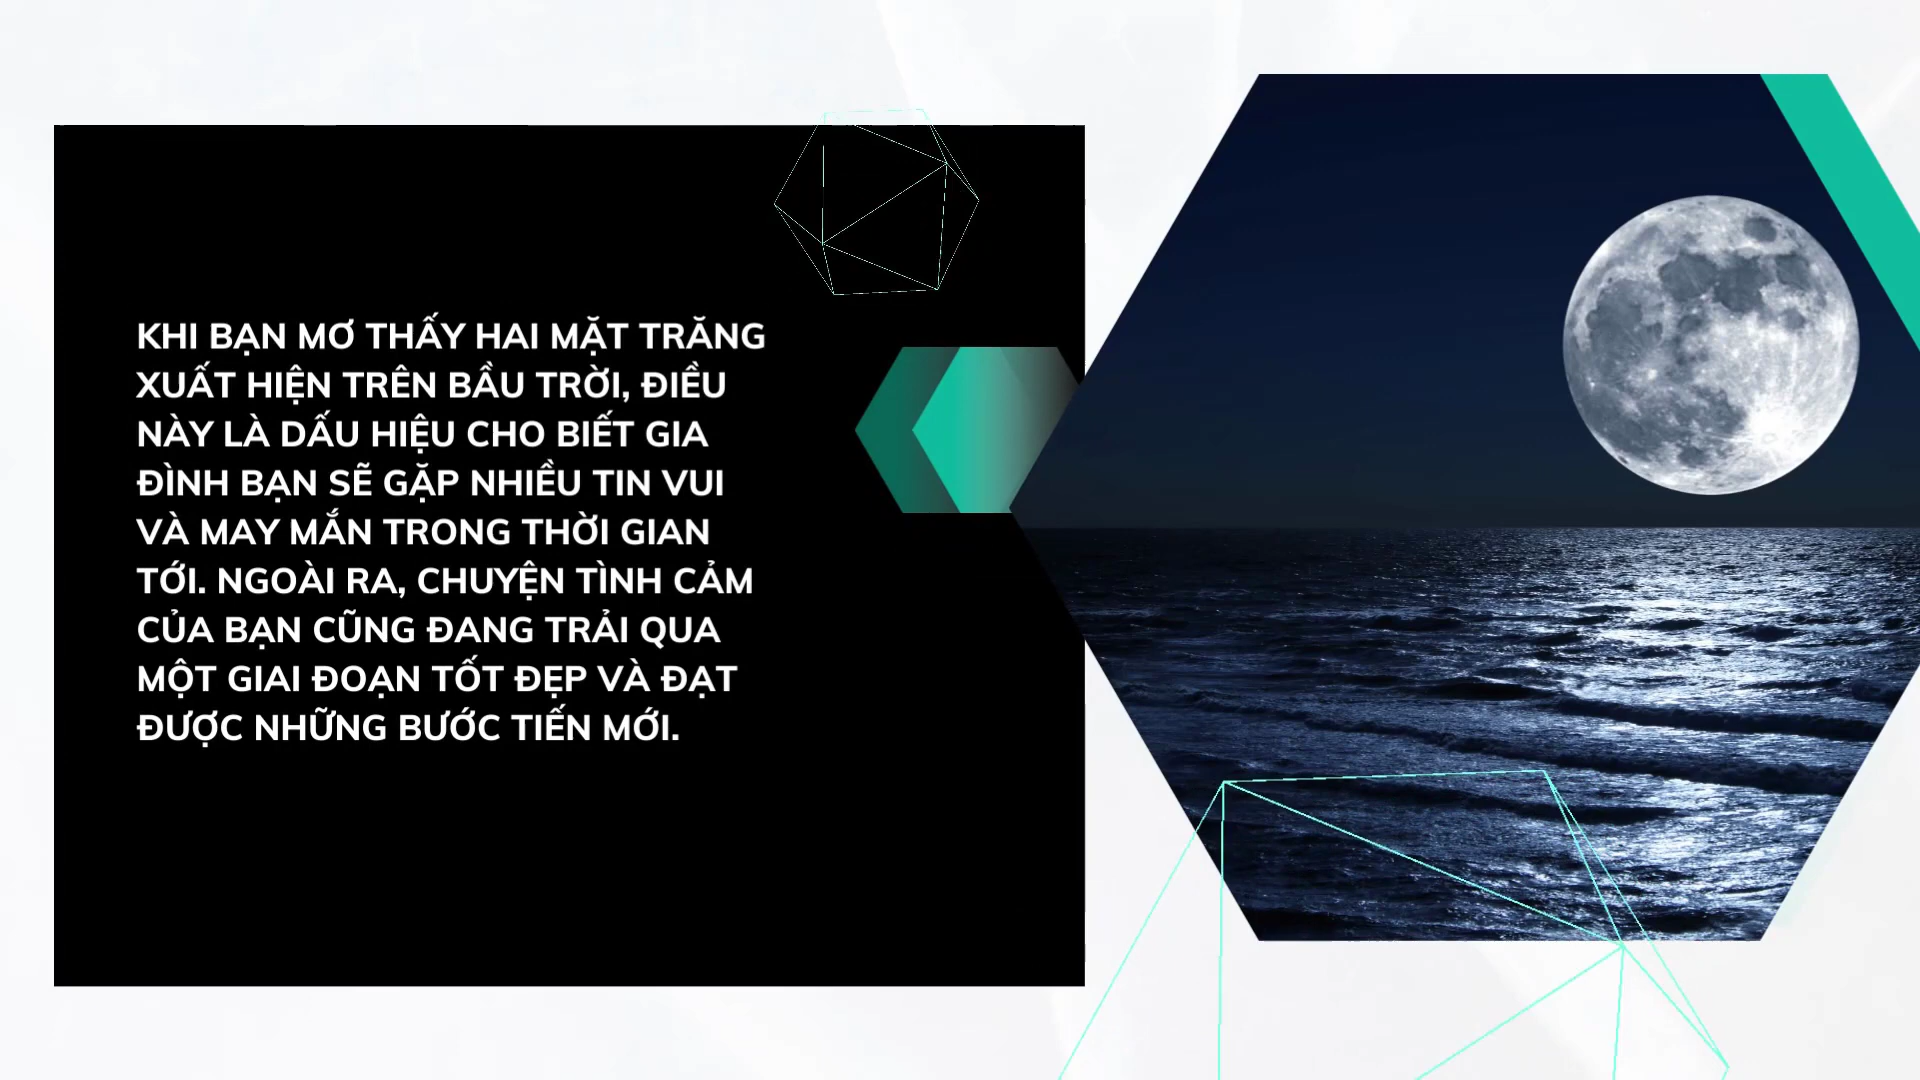 KHI BẠN MƠ THẤY HAI MẶT TRĂNG
XUẤT HIỆN TRÊN BẦU TRỜI, ĐIỀU
NÀY LÀ DẤU HIỆU CHO BIẾT GIA
ĐÌNH BẠN SẼ GẶP NHIỀU TIN VUI
VÀ MAY MẮN TRONG THỜI GIAN
TỚI. NGOÀI RA, CHUYỆN TÌNH CẢM
CỦA BẠN CŨNG ĐANG TRẢI QUA
MỘT GIAI ĐOẠN TỐT ĐẸP VÀ ĐẠT
ĐƯỢC NHỮNG BƯỚC TIẾN MỚI.